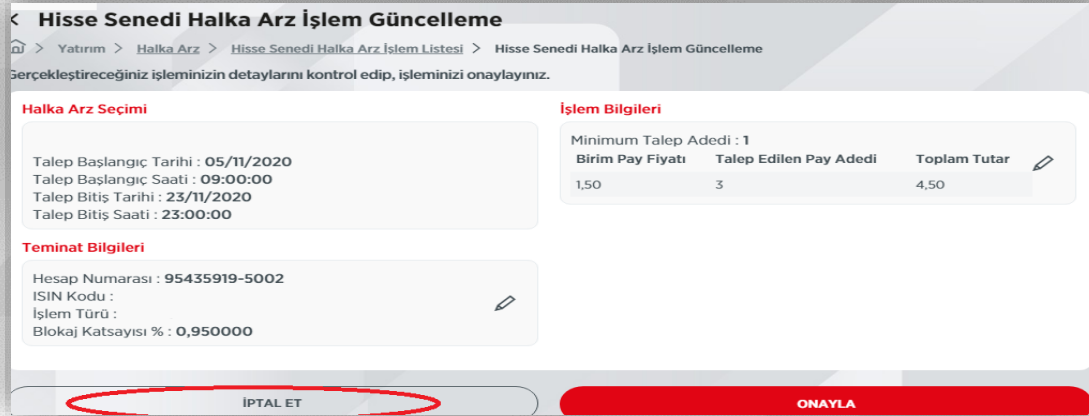 Hisse Senedi Halka Arz İşlem Güncelleme
> Yatırım > Halka Arz > Hisse Senedi Halka Arz İşlem Listesi > Hisse Senedi Halka Arz İşlem Güncelleme
Gerçekleştireceğiniz işleminizin detaylarını kontrol edip, işleminizi onaylayınız.
Halka Arz Seçimi
Talep Başlangıç Tarihi : 05/11/2020
Talep Başlangıç Saati : 09:00:00
Talep Bitiş Tarihi : 23/11/2020
Talep Bitiş Saati : 23:00:00
Teminat Bilgileri
Hesap Numarası : 95435919-5002
ISIN Kodu :
İşlem Türü :
Blokaj Katsayısı % : 0,950000
İşlem Bilgileri
Minimum Talep Adedi : 1
Birim Pay Fiyatı Talep Edilen Pay Adedi Toplam Tutar
1,50 3 4,50
İPTAL ET
ONAYLA